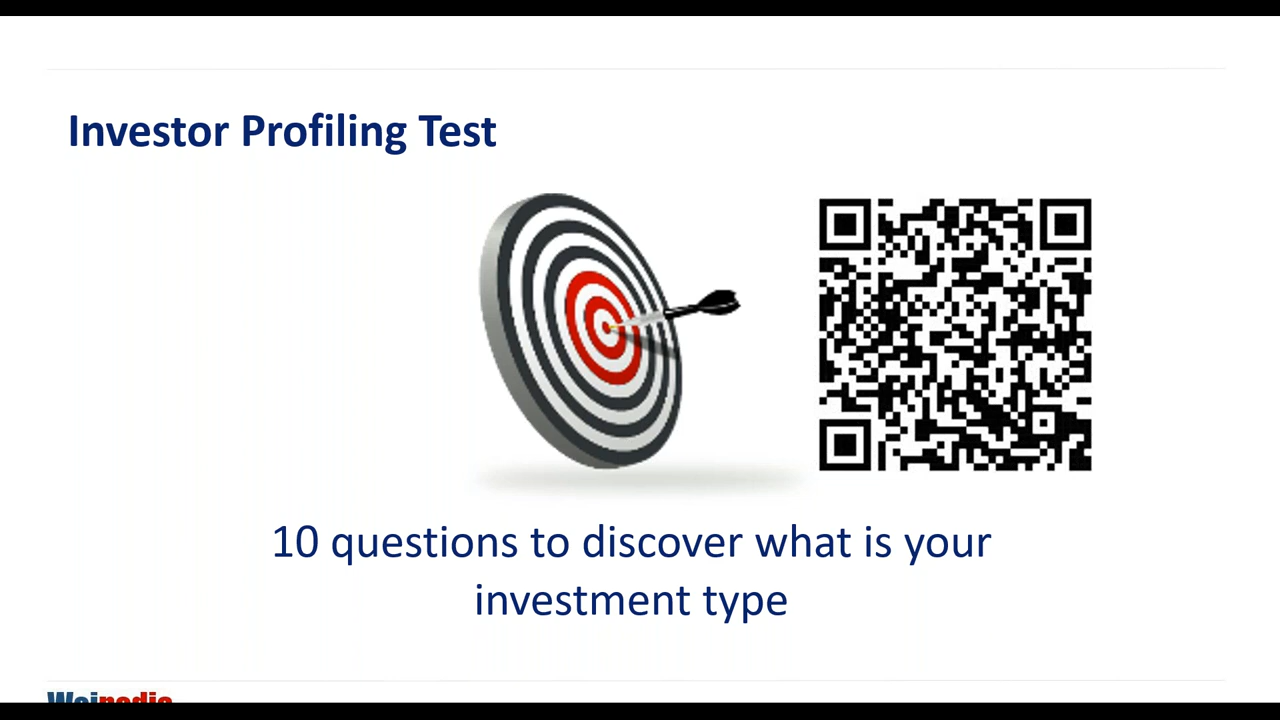 Investor Profiling Test
10 questions to discover what is your
investment type